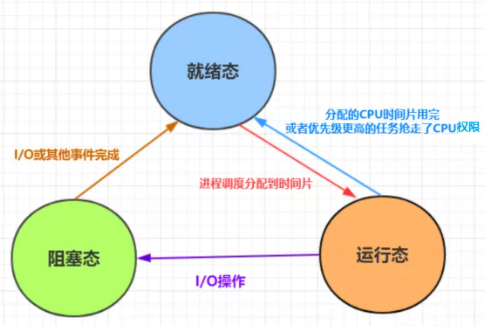 就绪态
分配的CPU时间片用完
或者优先级更高的任务抢走了CPU权限
I/O或其他事件完成
进程调度分配到时间片
阻塞态
运行态
I/O操作